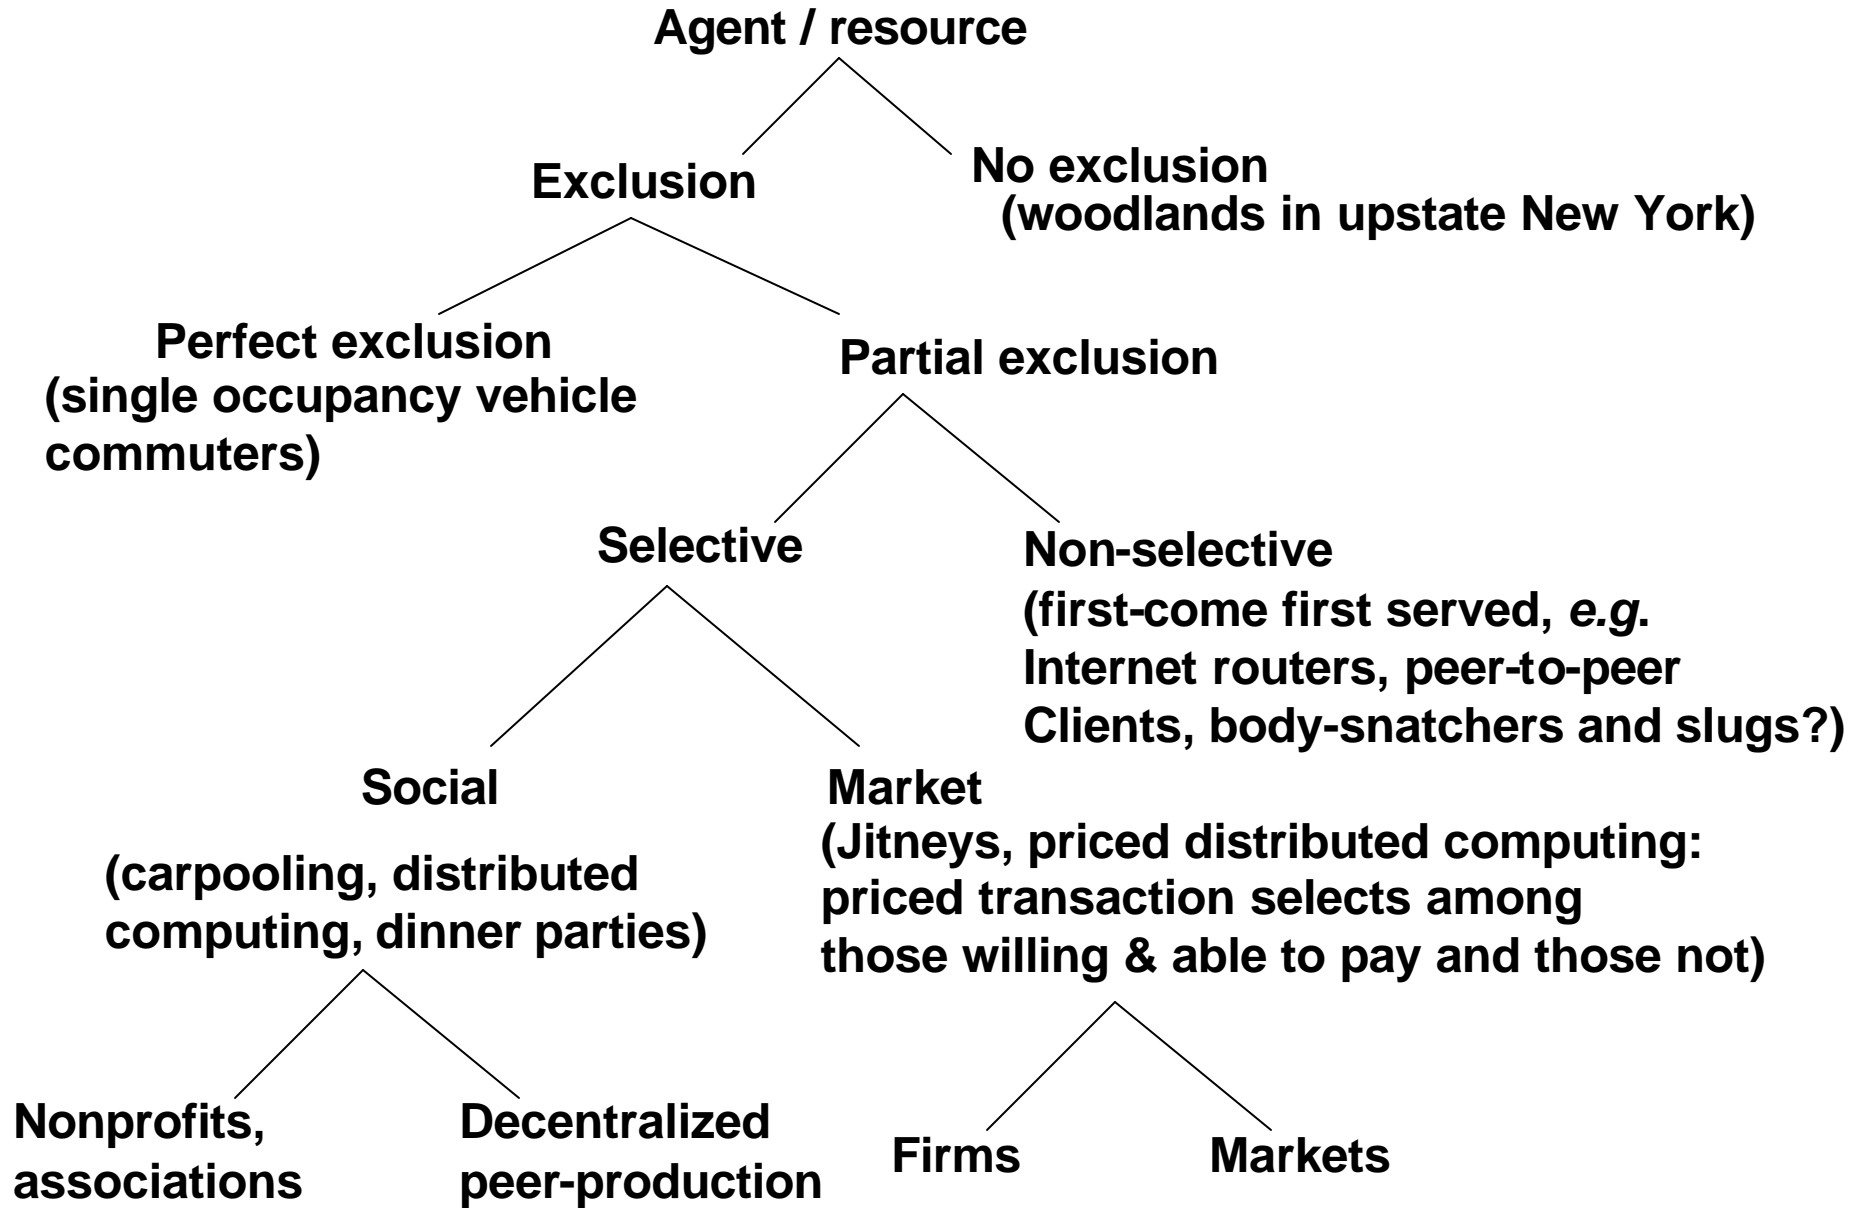 Agent / resource
Exclusion
No exclusion
(woodlands in upstate New York)
Perfect exclusion
(single occupancy vehicle
commuters)
Partial exclusion
Selective
Non-selective
(first-come first served, e.g.
Internet routers, peer-to-peer
Clients, body-snatchers and slugs?)
Social
(carpooling, distributed
computing, dinner parties)
Market
(Jitneys, priced distributed computing:
priced transaction selects among
those willing & able to pay and those not)
Nonprofits,
associations
Decentralized
peer-production
Firms
Markets